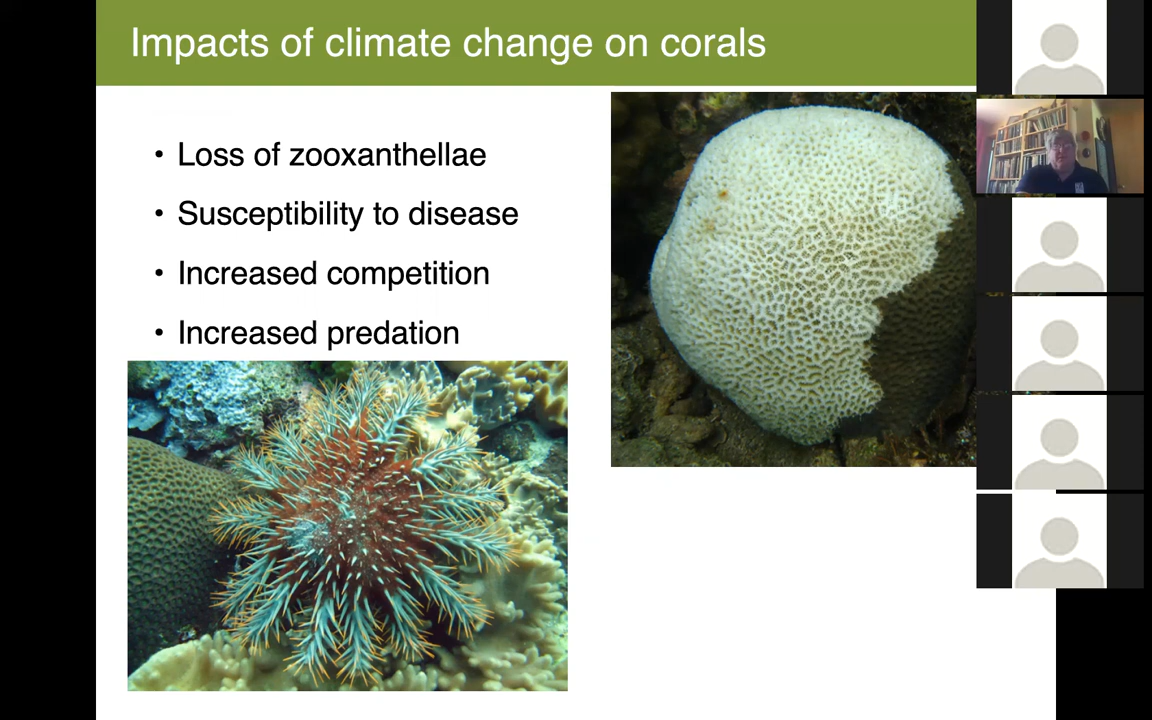 Impacts of climate change on corals
• Loss of zooxanthellae
• Susceptibility to disease
• Increased competition
• Increased predation